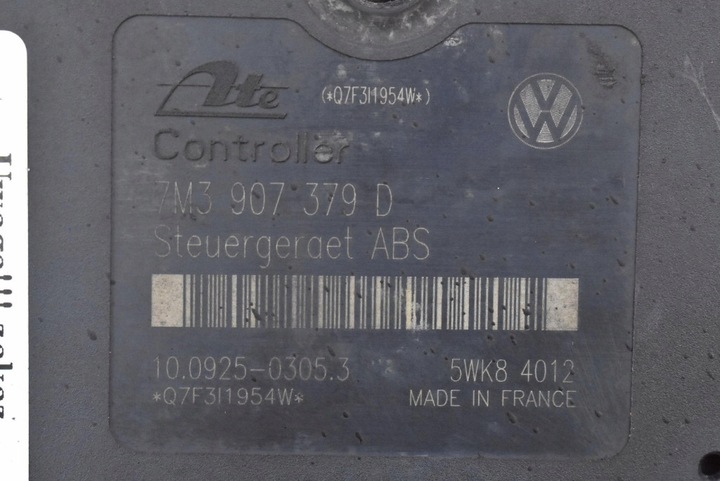 Ate
(*Q7F3I1954W*)
Controller
7M3 907 379 D
Steuergeraet ABS
10.0925-0305.3
5WK8 4012
*Q7F3I1954W*
MADE IN FRANCE